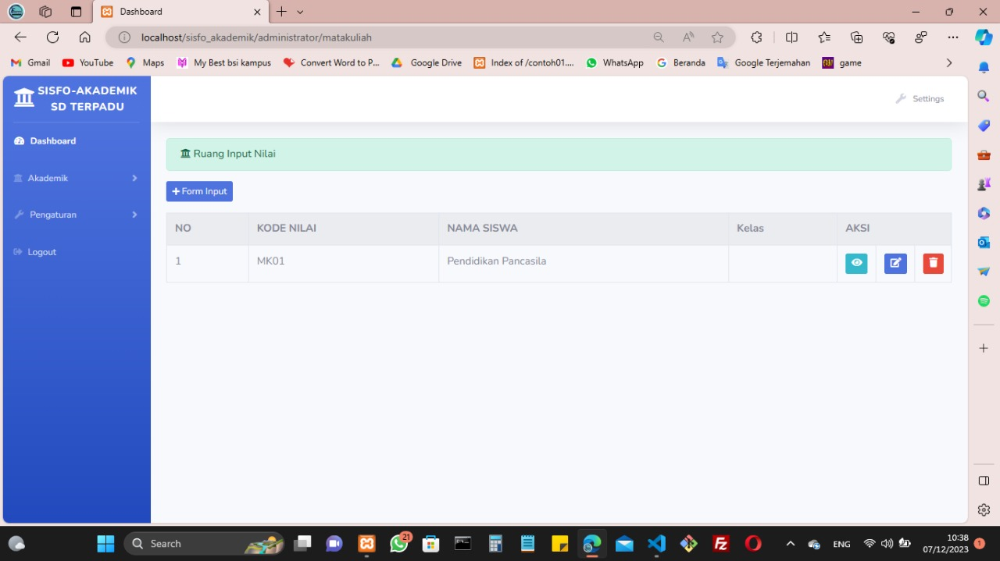 Dashboard
localhost/sisfo_akademik/administrator/matakuliah
Gmail
YouTube
Maps
My Best bsi kampus
Convert Word to P...
Google Drive
Index of /contoh01....
WhatsApp
Beranda
Google Terjemahan
game
SISFO-AKADEMIK
SD TERPADU
Settings
Dashboard
Akademik
Pengaturan
Logout
Ruang Input Nilai
+ Form Input
NO KODE NILAI NAMA SISWA Kelas AKSI
1 MK01 Pendidikan Pancasila
Search
21
ENG
10:38
07/12/2023
1